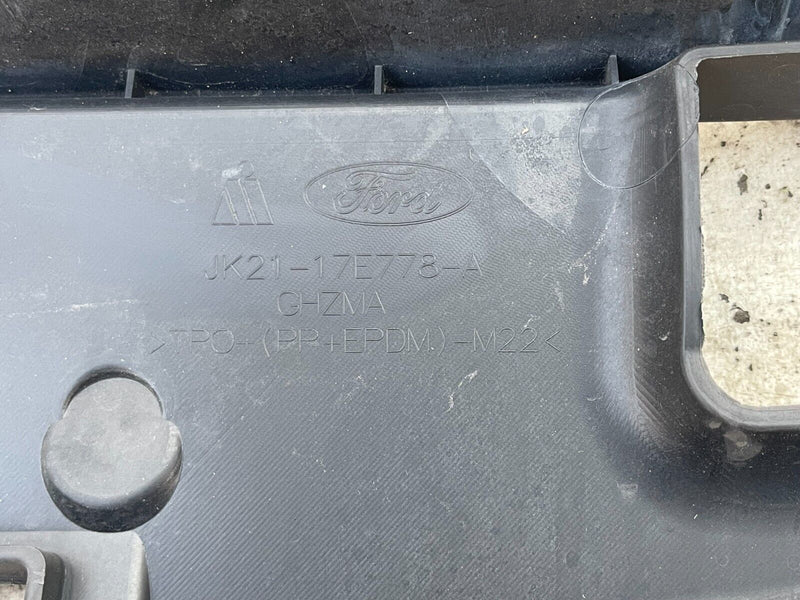 Ford
JK21-17E778-A
GHZMA
>TPO-(PP+EPDM)-M22<